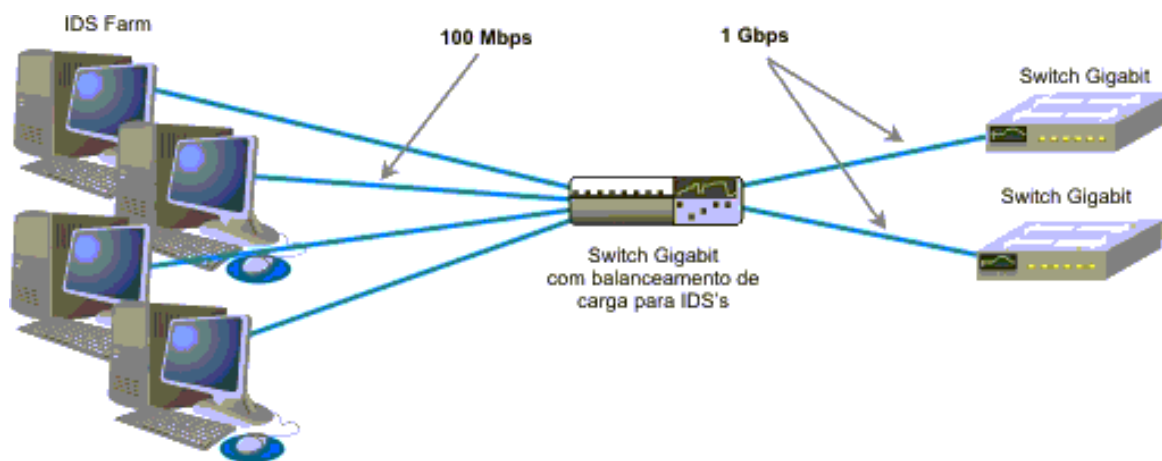 IDS Farm
100 Mbps
1 Gbps
Switch Gigabit
Switch Gigabit
Switch Gigabit
com balanceamento de
carga para IDS's